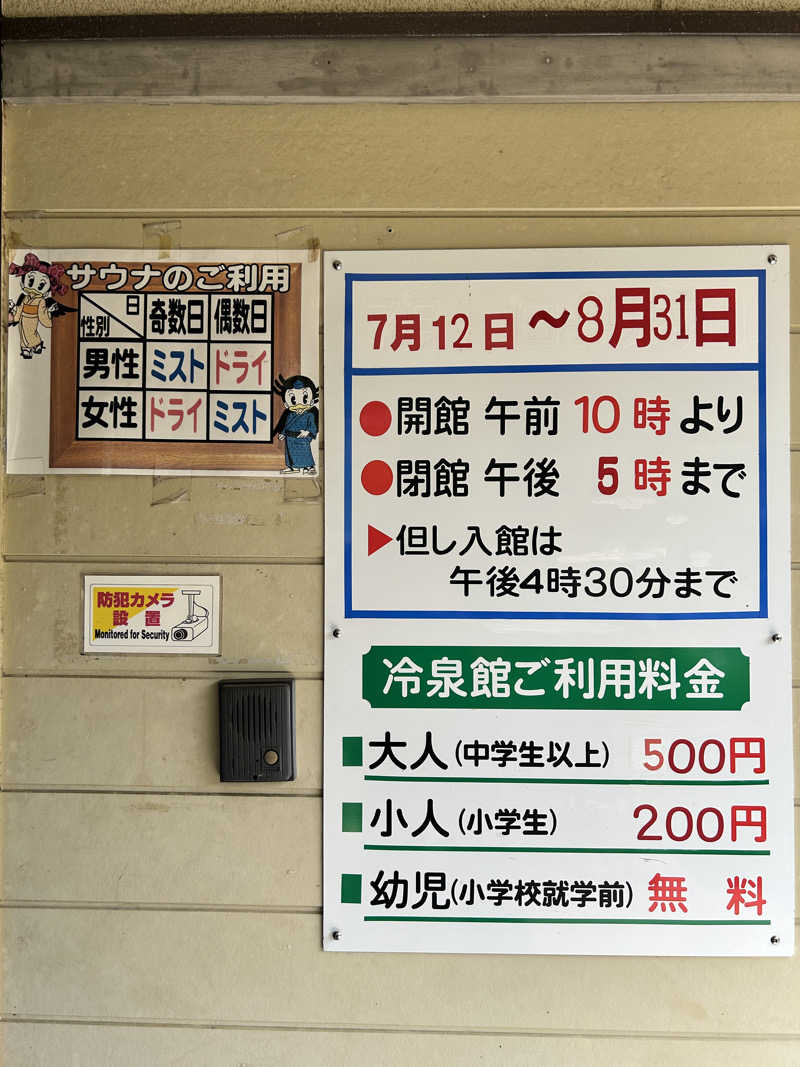 サウナのご利用
日 奇数日 偶数日
性別
男性 ミスト ドライ
女性 ドライ ミスト
防犯カメラ
設置
Monitored for Security
7月12日～8月31日
●開館 午前 10時より
●閉館 午後 5時まで
▶但し入館は
午後4時30分まで
冷泉館ご利用料金
大人(中学生以上) 500円
小人(小学生) 200円
幼児(小学校就学前) 無料